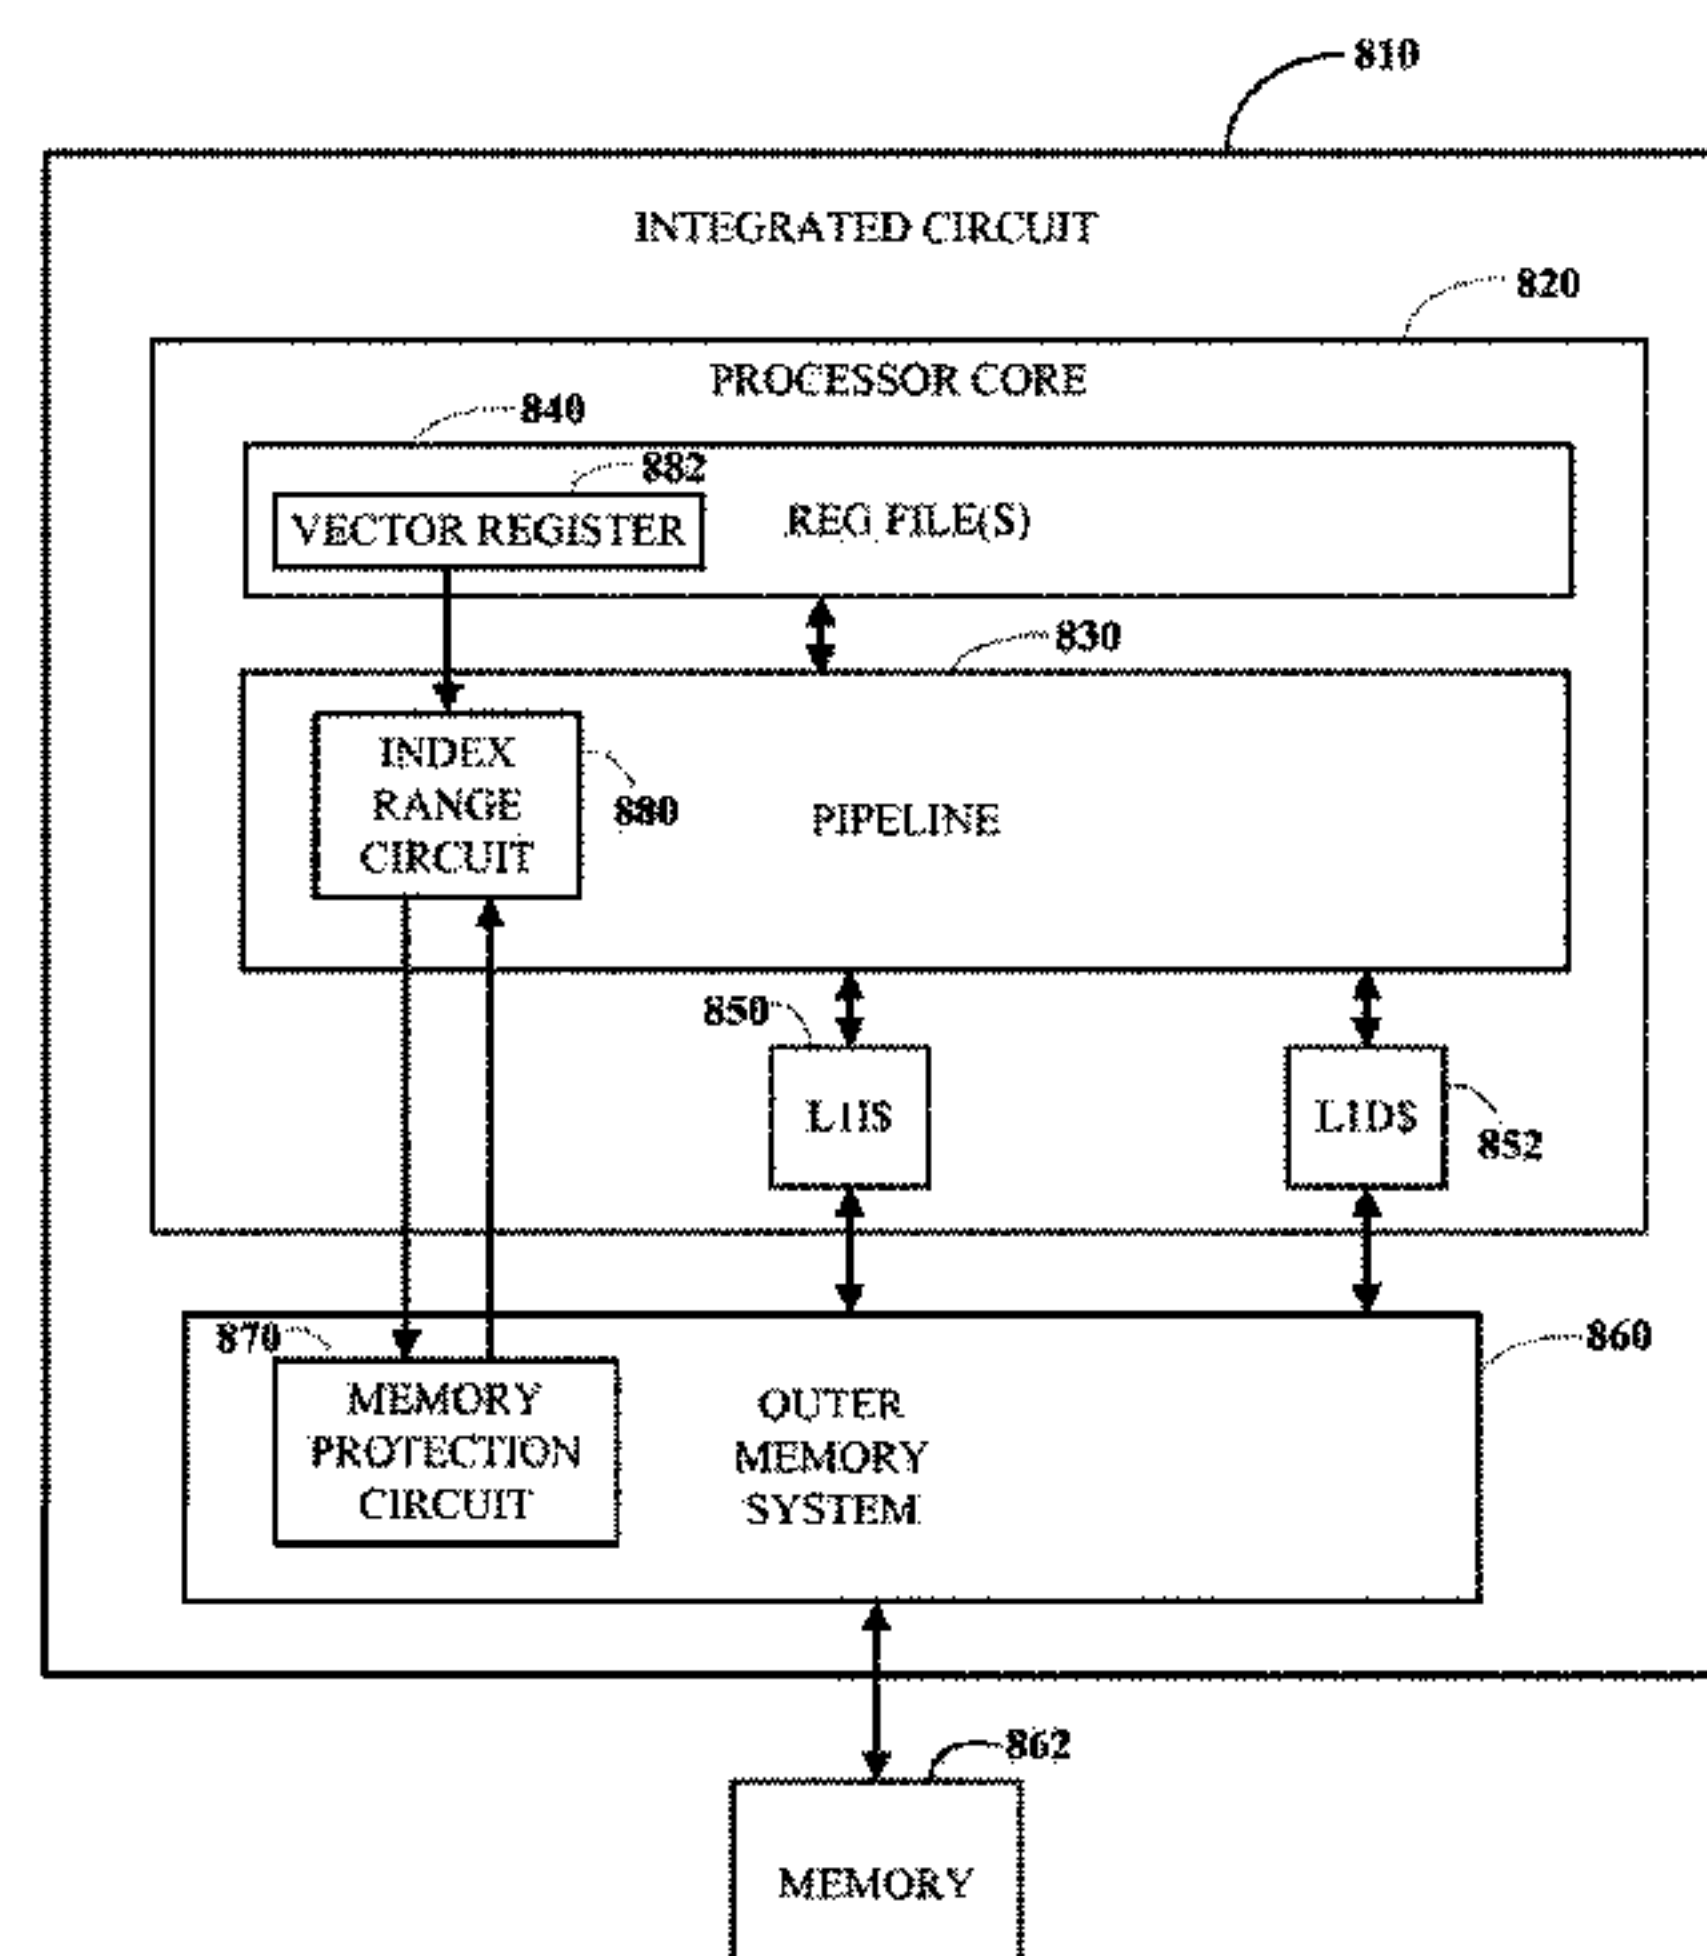 810
INTEGRATED CIRCUIT
820
PROCESSOR CORE
840
882
VECTOR REGISTER
REG FILE(S)
830
INDEX
RANGE
CIRCUIT
880
PIPELINE
850
L1I$
L1D$
852
870
860
MEMORY
PROTECTION
CIRCUIT
OUTER
MEMORY
SYSTEM
862
MEMORY